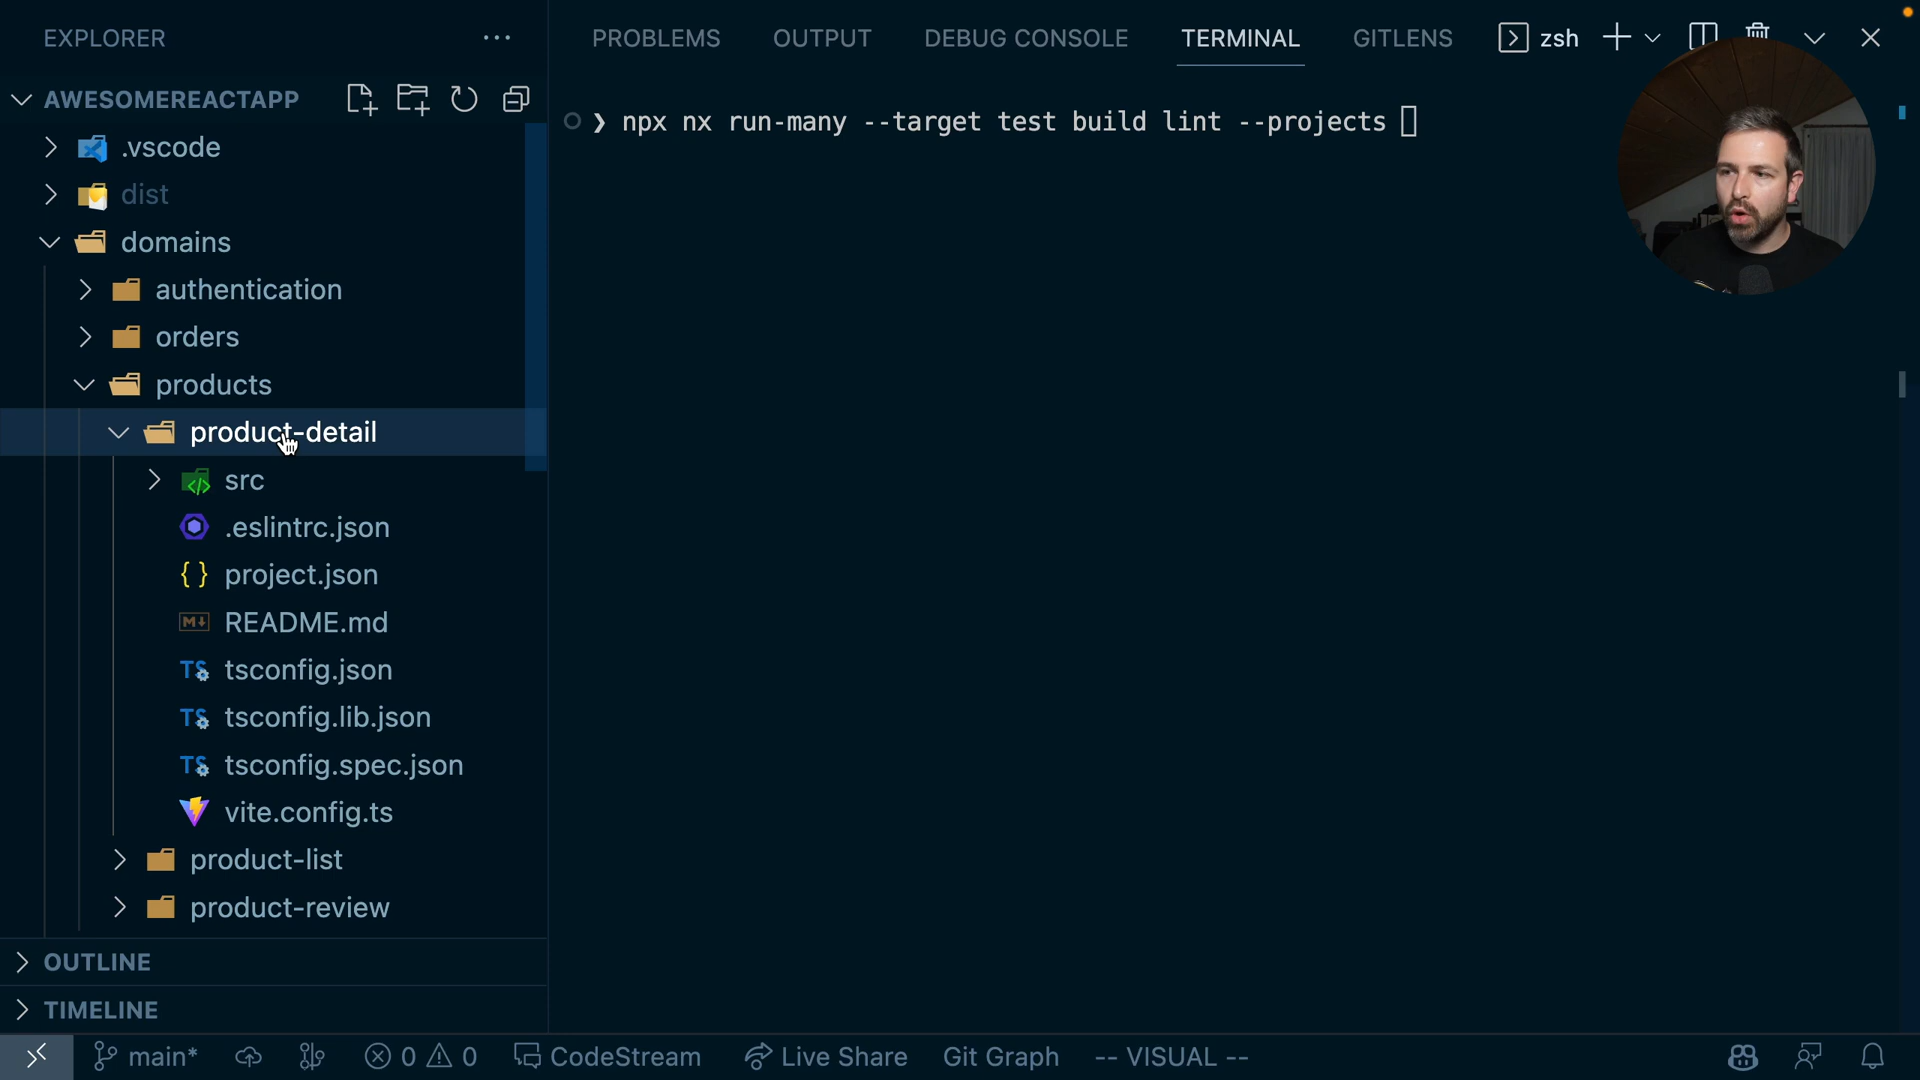 EXPLORER
PROBLEMS OUTPUT DEBUG CONSOLE TERMINAL GITLENS zsh
AWESOMEREACTAPP
❯ npx nx run-many --target test build lint --projects
.vscode
dist
domains
authentication
orders
products
product-detail
src
.eslintrc.json
{ } project.json
M↓ README.md
TS tsconfig.json
TS tsconfig.lib.json
TS tsconfig.spec.json
vite.config.ts
product-list
product-review
OUTLINE
TIMELINE
main* 0 0 CodeStream Live Share Git Graph -- VISUAL --